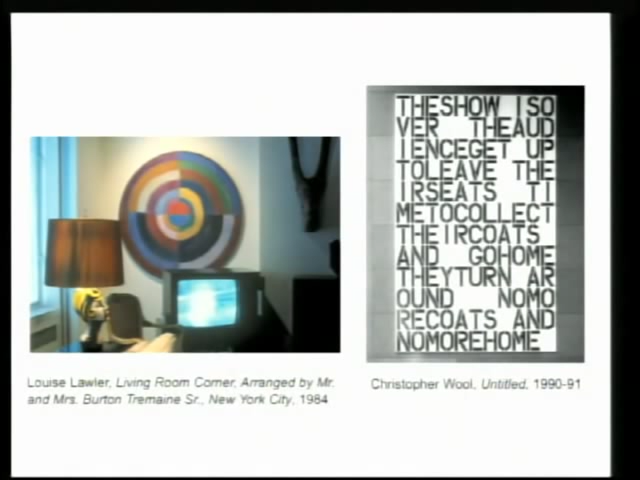 THESHOW ISO
VER THEAUD
IENCEGET UP
TOLEAVE THE
IRSEATS TI
METOCOLLECT
THEIRCOATS
AND GOHOME
THEYTURN AR
OUND NOMO
RECOATS AND
NOMOREHOME
Louise Lawler, Living Room Corner, Arranged by Mr.
and Mrs. Burton Tremaine Sr., New York City, 1984
Christopher Wool, Untitled, 1990-91